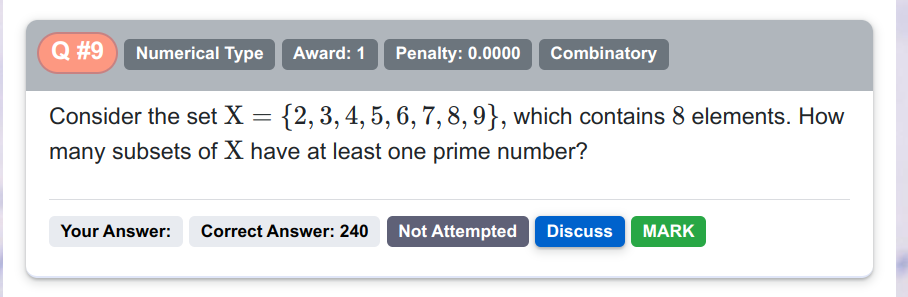 Q #9 Numerical Type Award: 1 Penalty: 0.0000 Combinatory
Consider the set X = {2, 3, 4, 5, 6, 7, 8, 9}, which contains 8 elements. How
many subsets of X have at least one prime number?
Your Answer: Correct Answer: 240 Not Attempted Discuss MARK